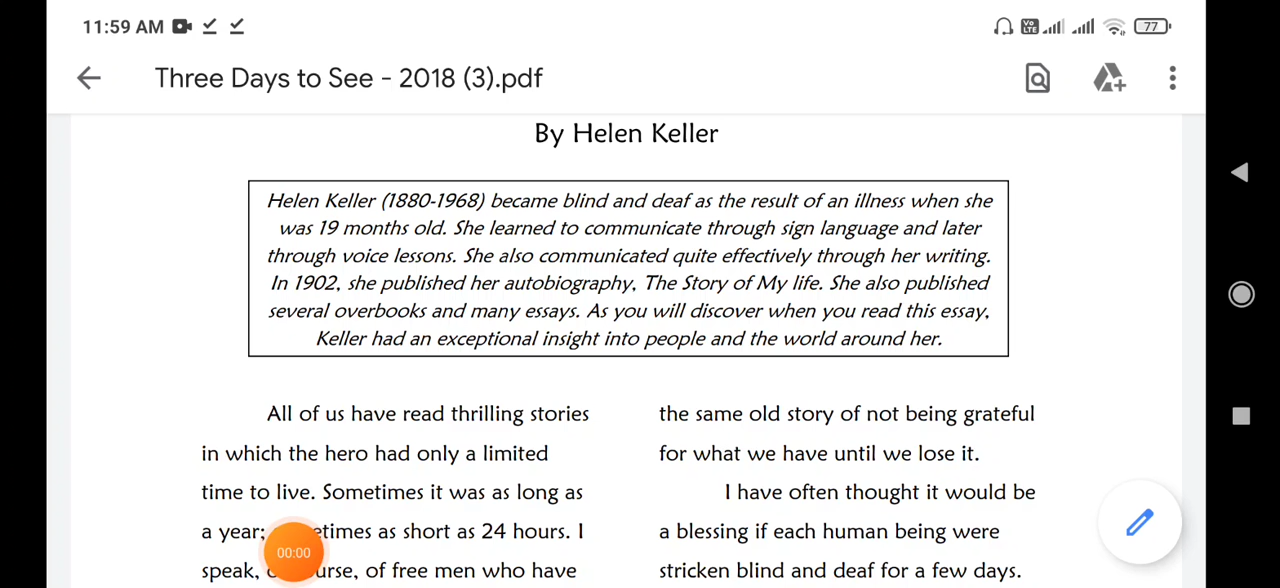 11:59 AM
Vo LTE
77
Three Days to See - 2018 (3).pdf
By Helen Keller
Helen Keller (1880-1968) became blind and deaf as the result of an illness when she
was 19 months old. She learned to communicate through sign language and later
through voice lessons. She also communicated quite effectively through her writing.
In 1902, she published her autobiography, The Story of My life. She also published
several overbooks and many essays. As you will discover when you read this essay,
Keller had an exceptional insight into people and the world around her.
All of us have read thrilling stories
in which the hero had only a limited
time to live. Sometimes it was as long as
a year; etimes as short as 24 hours. I
speak, urse, of free men who have
the same old story of not being grateful
for what we have until we lose it.
I have often thought it would be
a blessing if each human being were
stricken blind and deaf for a few days.
00:00